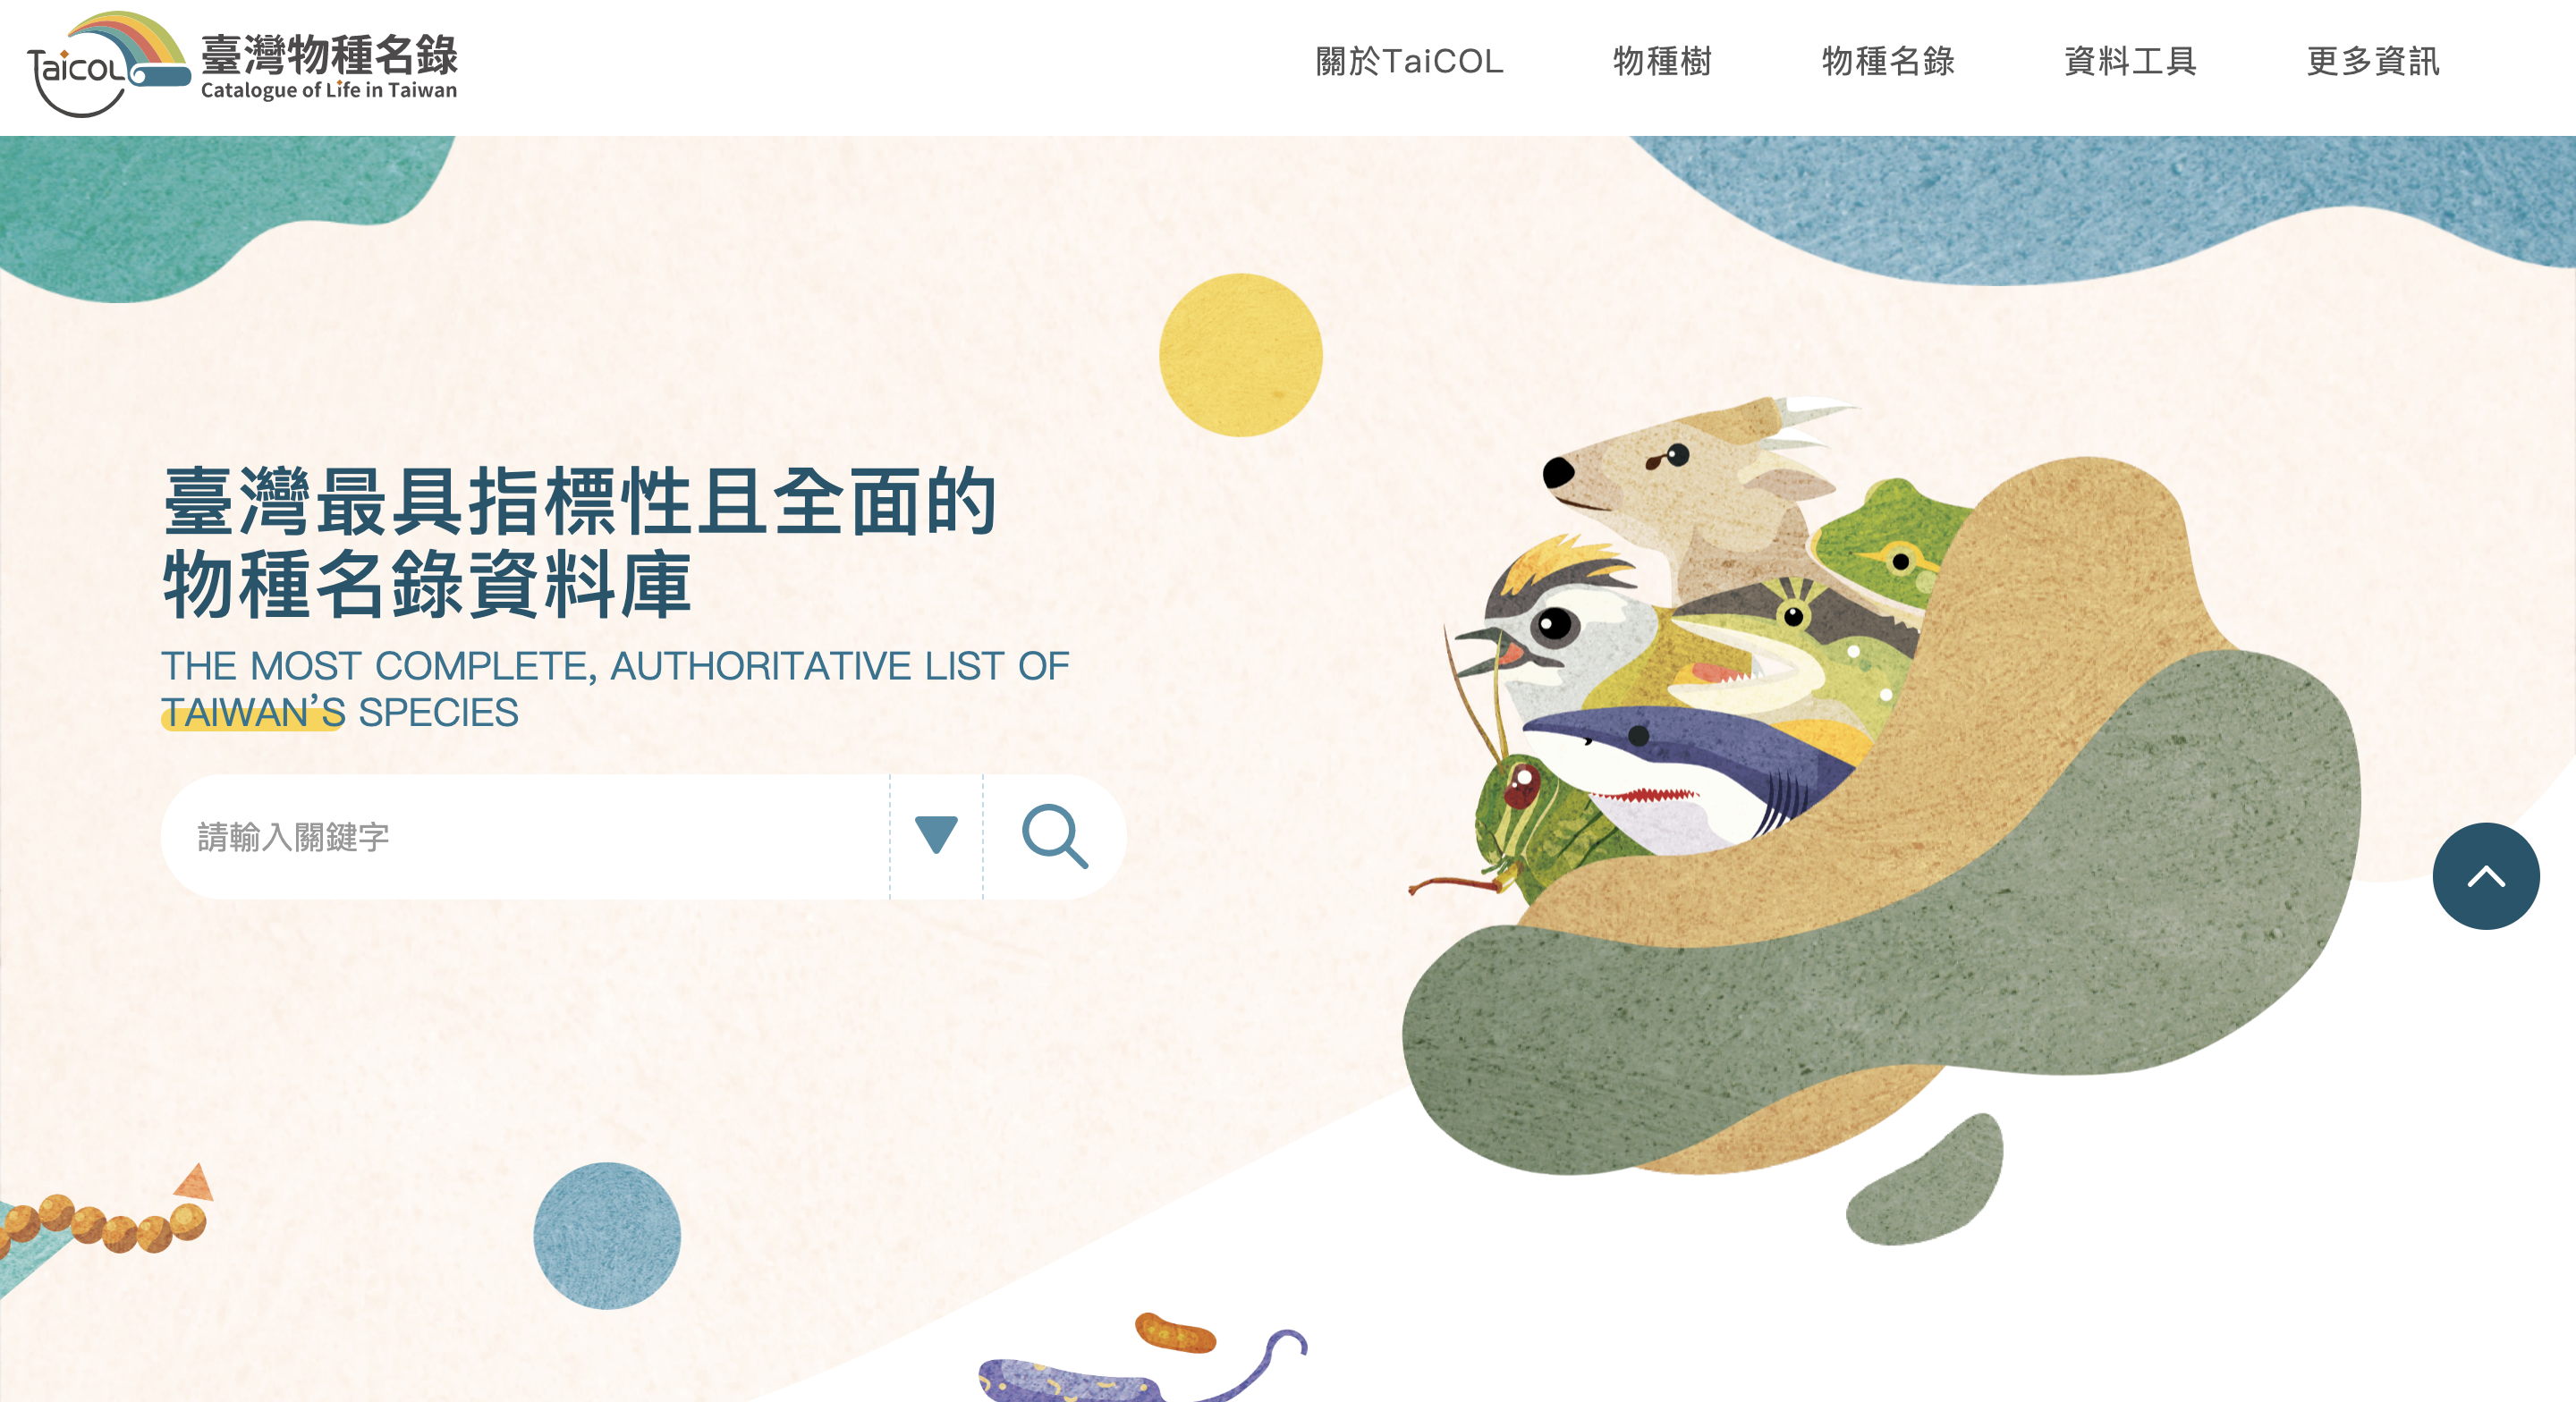 TaiCOL
臺灣物種名錄
Catalogue of Life in Taiwan
關於TaiCOL
物種樹
物種名錄
資料工具
更多資訊
臺灣最具指標性且全面的
物種名錄資料庫
THE MOST COMPLETE, AUTHORITATIVE LIST OF
TAIWAN’S SPECIES
請輸入關鍵字